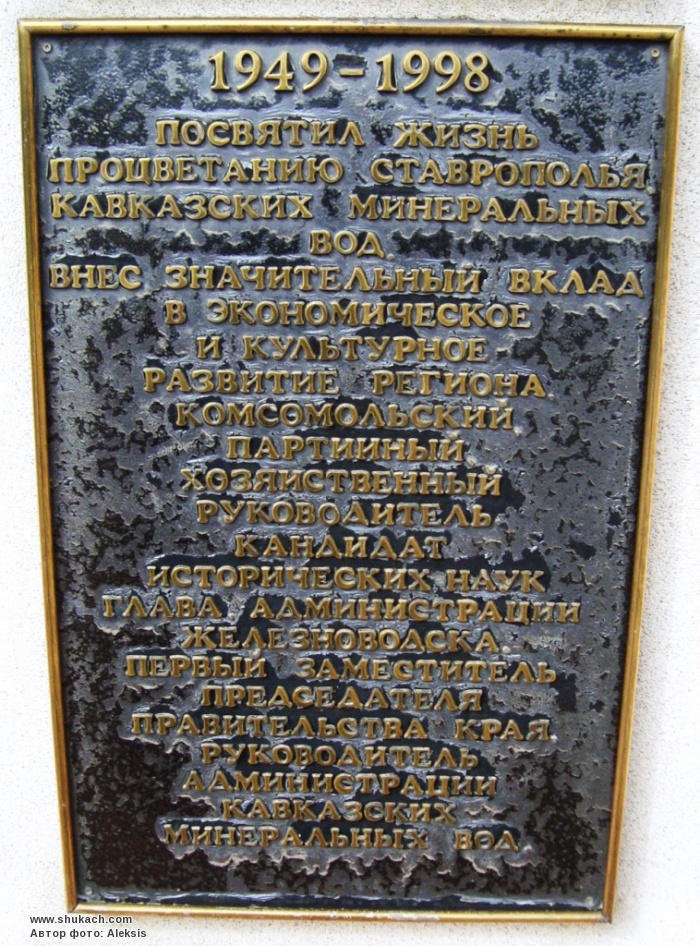 1949-1998
ПОСВЯТИЛ ЖИЗНЬ
ПРОЦВЕТАНИЮ СТАВРОПОЛЬЯ,
КАВКАЗСКИХ МИНЕРАЛЬНЫХ
ВОД.
ВНЕС ЗНАЧИТЕЛЬНЫЙ ВКЛАД
В ЭКОНОМИЧЕСКОЕ
И КУЛЬТУРНОЕ
РАЗВИТИЕ РЕГИОНА.
КОМСОМОЛЬСКИЙ,
ПАРТИЙНЫЙ,
ХОЗЯЙСТВЕННЫЙ
РУКОВОДИТЕЛЬ,
КАНДИДАТ
ИСТОРИЧЕСКИХ НАУК,
ГЛАВА АДМИНИСТРАЦИИ
ЖЕЛЕЗНОВОДСКА,
ПЕРВЫЙ ЗАМЕСТИТЕЛЬ
ПРЕДСЕДАТЕЛЯ
ПРАВИТЕЛЬСТВА КРАЯ,
РУКОВОДИТЕЛЬ
АДМИНИСТРАЦИИ
КАВКАЗСКИХ
МИНЕРАЛЬНЫХ ВОД.
www.shukach.com
Автор фото: Aleksis